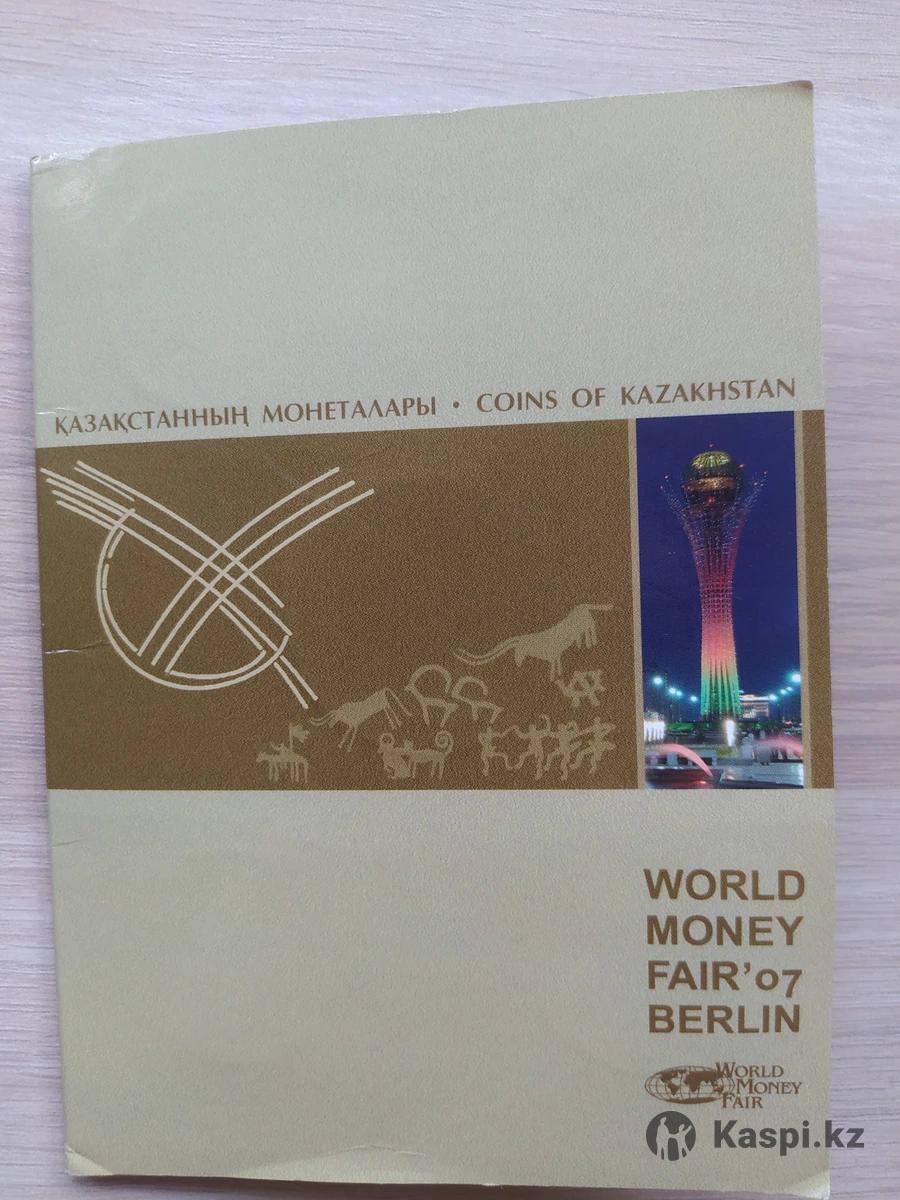 ҚАЗАҚСТАННЫҢ МОНЕТАЛАРЫ • COINS OF KAZAKHSTAN
WORLD
MONEY
FAIR’07
BERLIN
WORLD
MONEY
FAIR
Kaspi.kz